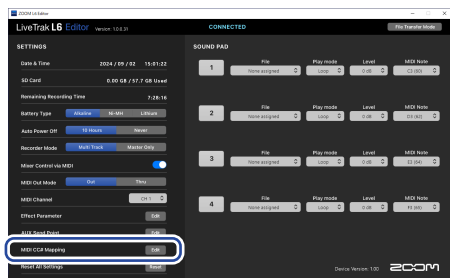 ZOOM L6 Editor
LiveTrak L6 Editor Version: 1.0.6.31
CONNECTED
File Transfer Mode
SETTINGS
Date & Time 2024 / 09 / 02 15:01:22
SD Card 0.00 GB / 57.7 GB Used
Remaining Recording Time 7:28:16
Battery Type Alkaline Ni-MH Lithium
Auto Power Off 10 Hours Never
Recorder Mode Multi Track Master Only
Mixer Control via MIDI
MIDI Out Mode Out Thru
MIDI Channel CH 1
Effect Parameter Edit
AUX Send Point Edit
MIDI CCA Mapping Edit
Reset All Settings Reset
SOUND PAD
File Play mode Level MIDI Note
1 None assigned Loop 0 dB C3 (60)
File Play mode Level MIDI Note
2 None assigned Loop 0 dB D3 (62)
File Play mode Level MIDI Note
3 None assigned Loop 0 dB E3 (64)
File Play mode Level MIDI Note
4 None assigned Loop 0 dB F3 (65)
Device Version: 1.00 ZOOM